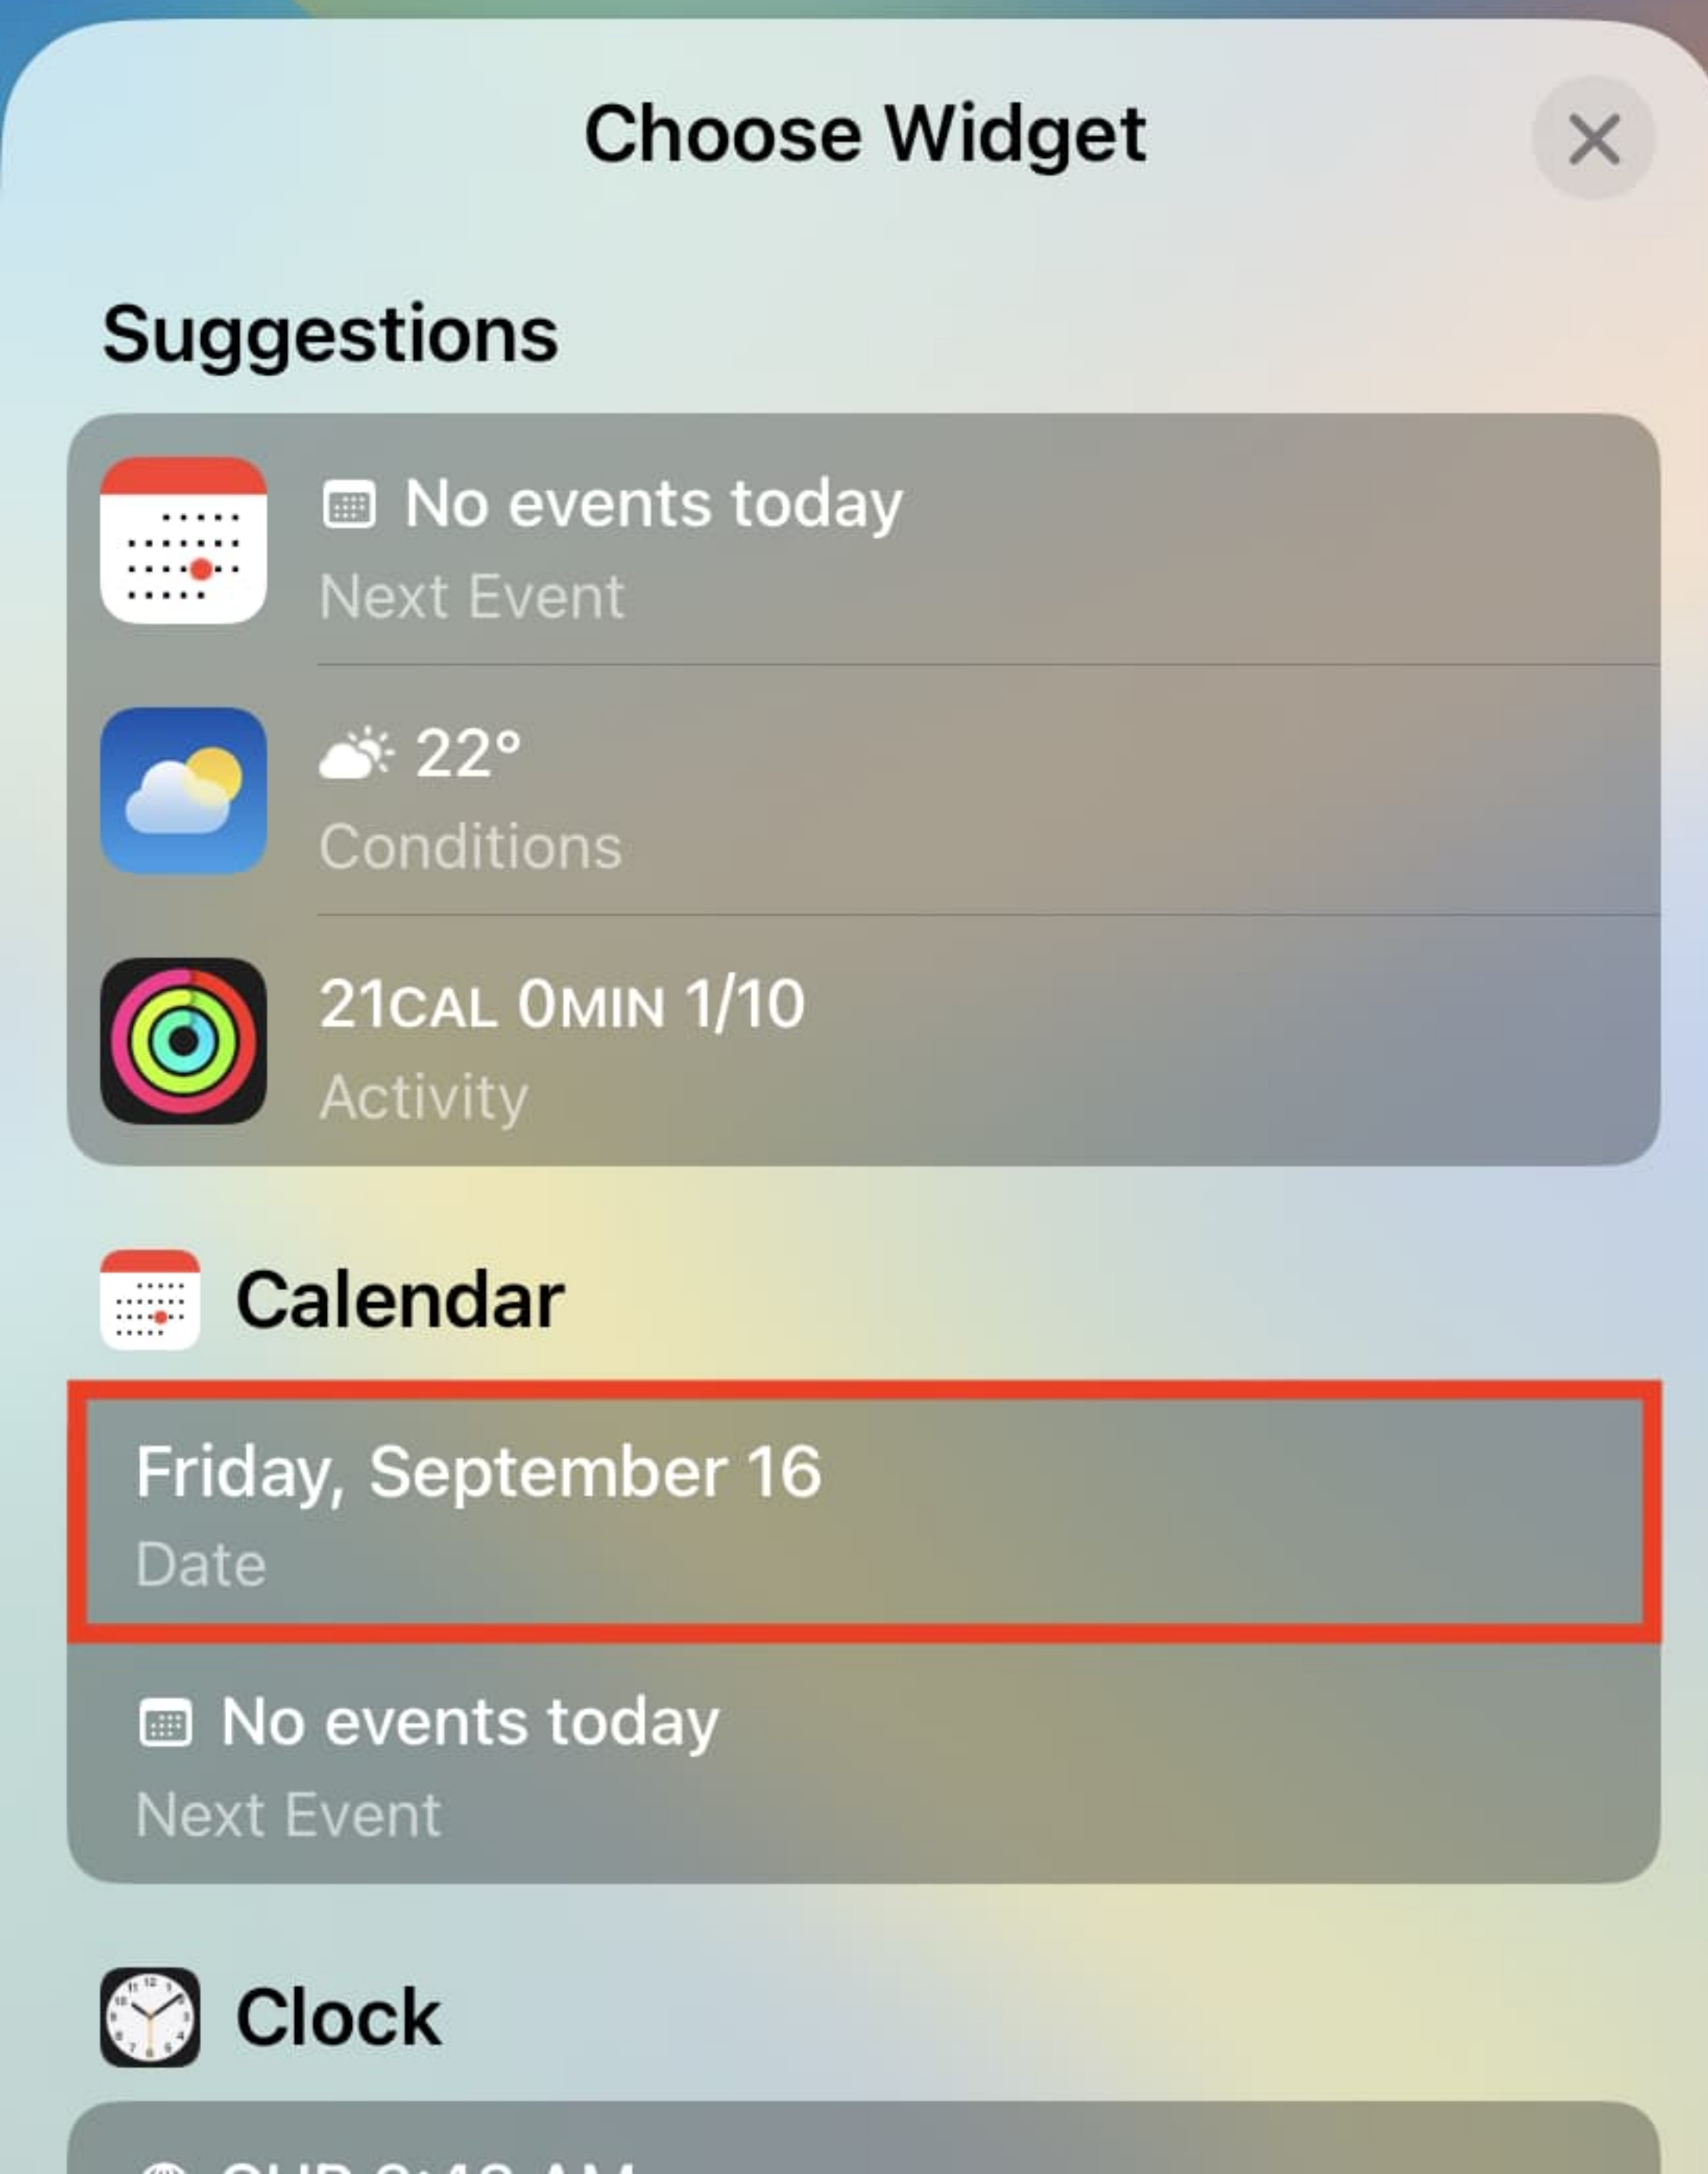 Choose Widget
Suggestions
No events today
Next Event
22°
Conditions
21CAL 0MIN 1/10
Activity
Calendar
Friday, September 16
Date
No events today
Next Event
Clock